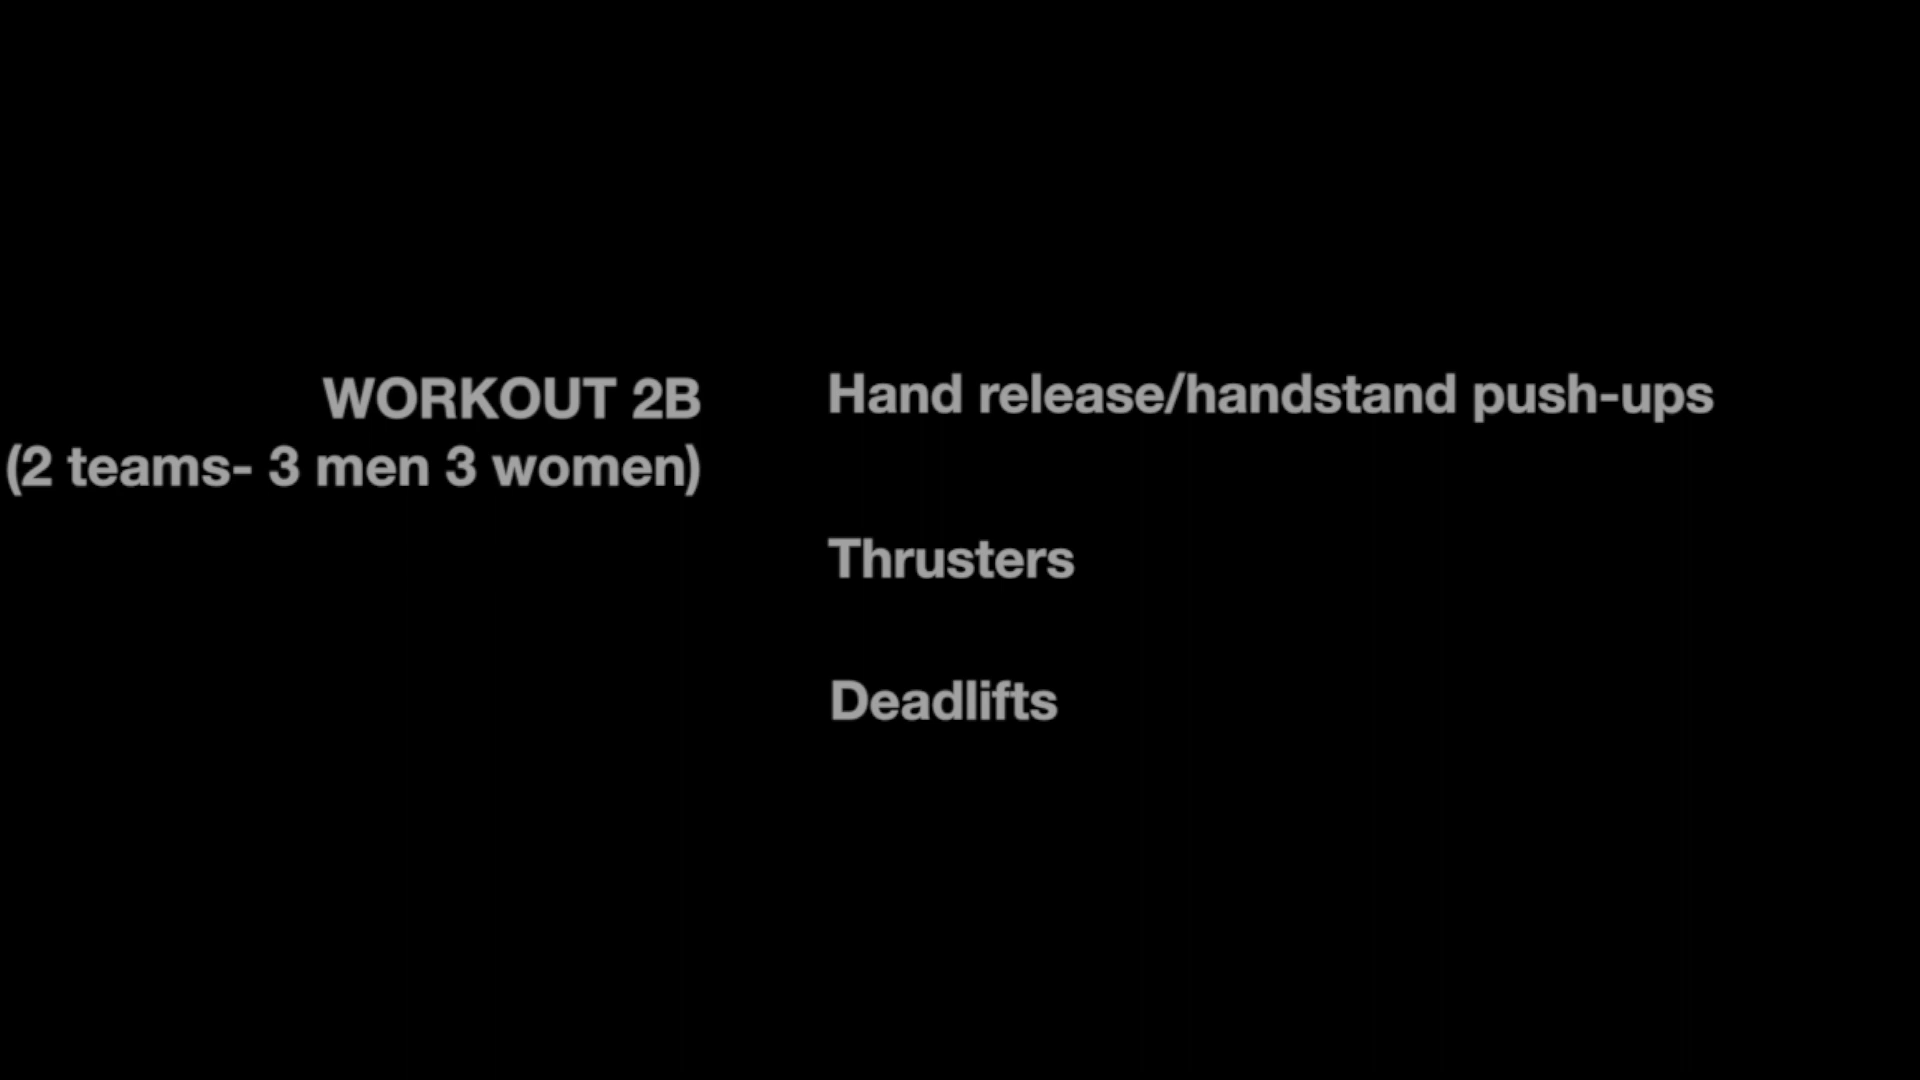 WORKOUT 2B
(2 teams- 3 men 3 women)
Hand release/handstand push-ups
Thrusters
Deadlifts